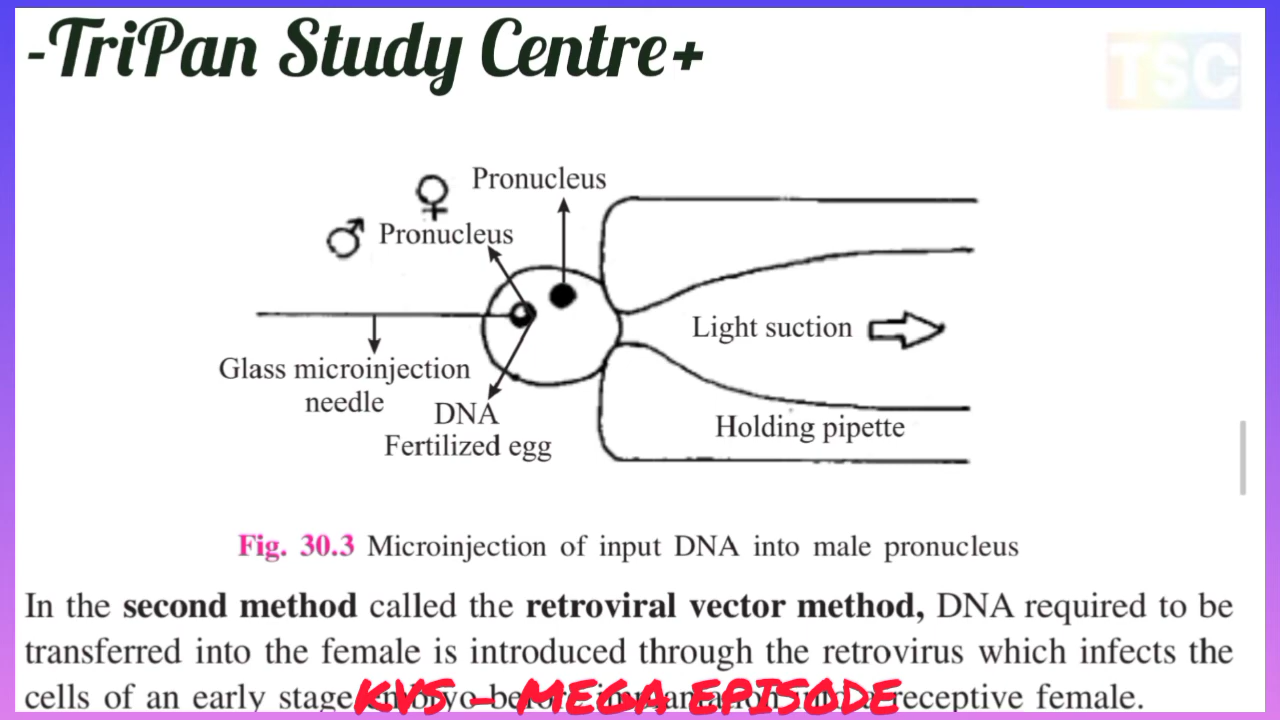 -TriPan Study Centre+
TSC
♀ Pronucleus
♂ Pronucleus
Light suction
Glass microinjection
needle
DNA
Fertilized egg
Holding pipette
Fig. 30.3 Microinjection of input DNA into male pronucleus
In the second method called the retroviral vector method, DNA required to be
transferred into the female is introduced through the retrovirus which infects the
cells of an early stage embryo before receptive female.
KVS - MEGA EPISODE